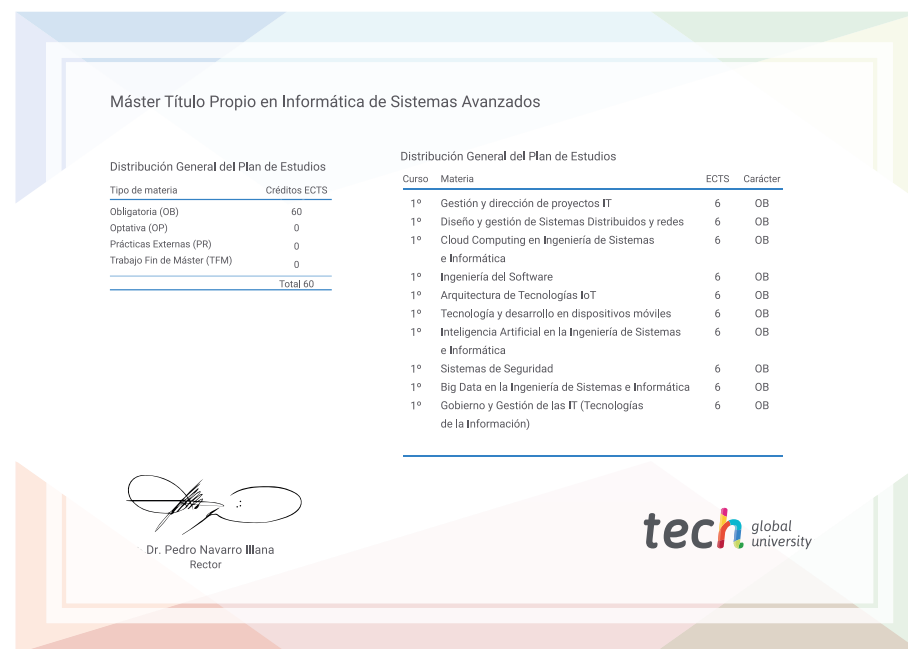 Máster Título Propio en Informática de Sistemas Avanzados
Distribución General del Plan de Estudios
Tipo de materia Créditos ECTS
Obligatoria (OB) 60
Optativa (OP) 0
Prácticas Externas (PR) 0
Trabajo Fin de Máster (TFM) 0
Total 60
Distribución General del Plan de Estudios
Curso Materia ECTS Carácter
1º Gestión y dirección de proyectos IT 6 OB
1º Diseño y gestión de Sistemas Distribuidos y redes 6 OB
1º Cloud Computing en Ingeniería de Sistemas 6 OB
e Informática
1º Ingeniería del Software 6 OB
1º Arquitectura de Tecnologías IoT 6 OB
1º Tecnología y desarrollo en dispositivos móviles 6 OB
1º Inteligencia Artificial en la Ingeniería de Sistemas 6 OB
e Informática
1º Sistemas de Seguridad 6 OB
1º Big Data en la Ingeniería de Sistemas e Informática 6 OB
1º Gobierno y Gestión de las IT (Tecnologías 6 OB
de la Información)
Dr. Pedro Navarro Illana
Rector
tech global
university